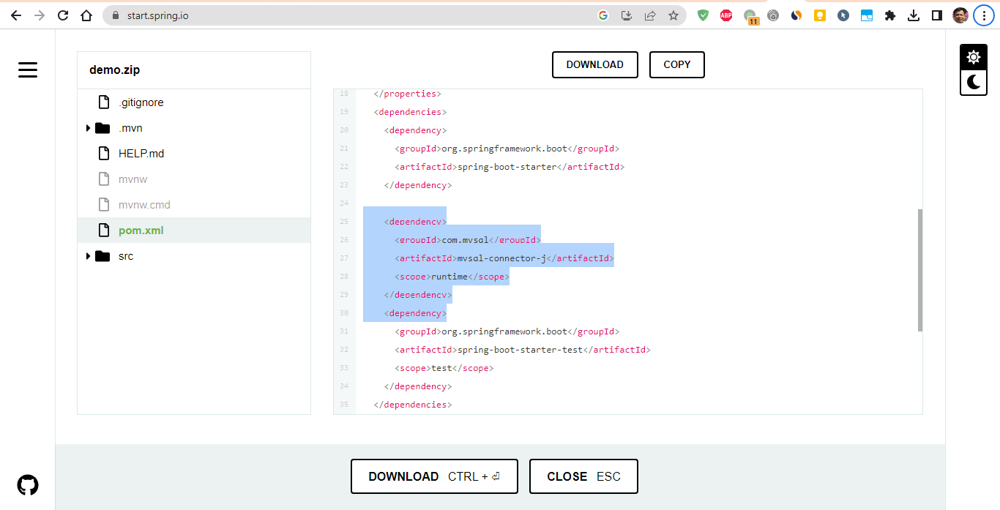 start.spring.io
ABP
11
demo.zip
.gitignore
.mvn
HELP.md
mvnw
mvnw.cmd
pom.xml
src
DOWNLOAD
COPY
18 </properties>
19 <dependencies>
20 <dependency>
21 <groupId>org.springframework.boot</groupId>
22 <artifactId>spring-boot-starter</artifactId>
23 </dependency>
24
25 <dependency>
26 <groupId>com.mysql</groupId>
27 <artifactId>mysql-connector-j</artifactId>
28 <scope>runtime</scope>
29 </dependency>
30 <dependency>
31 <groupId>org.springframework.boot</groupId>
32 <artifactId>spring-boot-starter-test</artifactId>
33 <scope>test</scope>
34 </dependency>
35 </dependencies>
DOWNLOAD CTRL + ⏎
CLOSE ESC